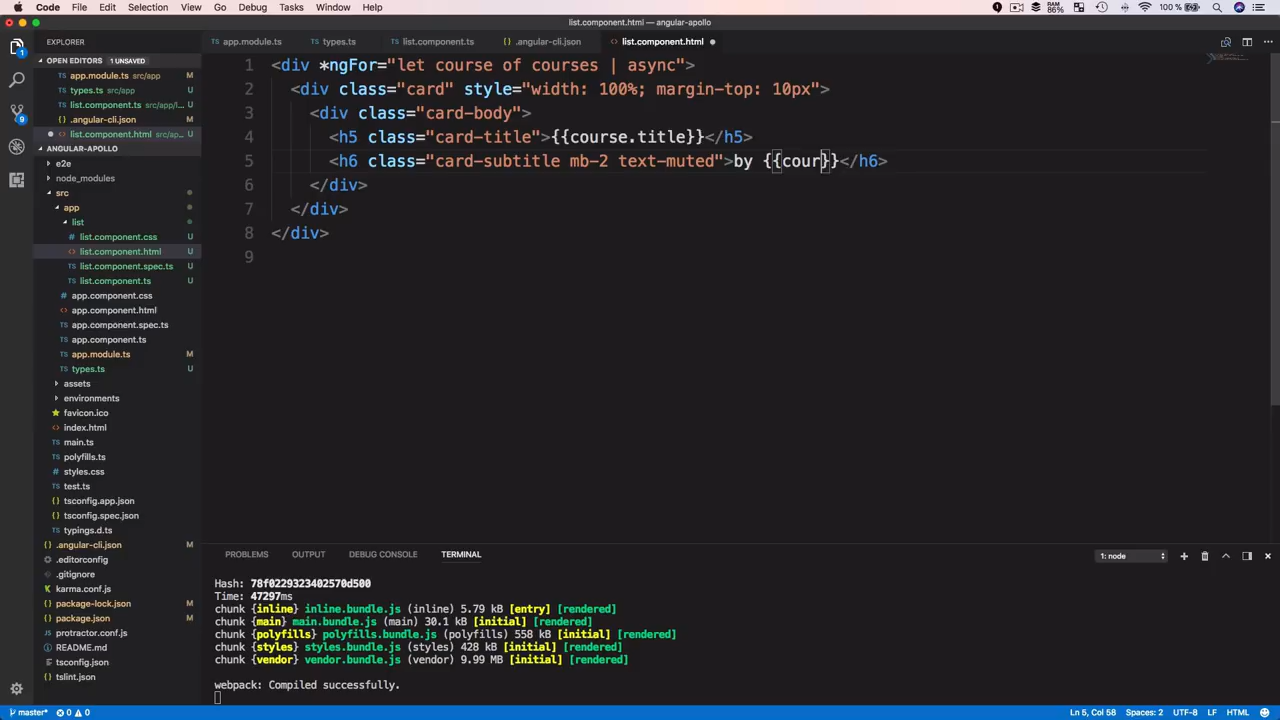 Code File Edit Selection View Go Debug Tasks Window Help
RAM 86%
100 %
list.component.html — angular-apollo
EXPLORER
app.module.ts
types.ts
list.component.ts
.angular-cli.json
list.component.html
OPEN EDITORS 1 UNSAVED
app.module.ts src/app M
types.ts src/app U
list.component.ts src/app/l... U
.angular-cli.json M
list.component.html src/ap... U
ANGULAR-APOLLO
e2e
node_modules
src
app
list
list.component.css U
list.component.html U
list.component.spec.ts U
list.component.ts U
app.component.css
app.component.html
app.component.spec.ts
app.component.ts
app.module.ts M
types.ts U
assets
environments
favicon.ico
index.html
main.ts
polyfills.ts
styles.css
test.ts
tsconfig.app.json
tsconfig.spec.json
typings.d.ts
.angular-cli.json M
.editorconfig
.gitignore
karma.conf.js
package-lock.json M
package.json M
protractor.conf.js
README.md
tsconfig.json
tslint.json
1 <div *ngFor="let course of courses | async">
2 <div class="card" style="width: 100%; margin-top: 10px">
3 <div class="card-body">
4 <h5 class="card-title">{{course.title}}</h5>
5 <h6 class="card-subtitle mb-2 text-muted">by {{cour}}</h6>
6 </div>
7 </div>
8 </div>
9
PROBLEMS OUTPUT DEBUG CONSOLE TERMINAL 1: node
Hash: 78f0229323402570d500
Time: 47297ms
chunk {inline} inline.bundle.js (inline) 5.79 kB [entry] [rendered]
chunk {main} main.bundle.js (main) 30.1 kB [initial] [rendered]
chunk {polyfills} polyfills.bundle.js (polyfills) 558 kB [initial] [rendered]
chunk {styles} styles.bundle.js (styles) 428 kB [initial] [rendered]
chunk {vendor} vendor.bundle.js (vendor) 9.99 MB [initial] [rendered]
webpack: Compiled successfully.
master* 0 0 Ln 5, Col 58 Spaces: 2 UTF-8 LF HTML